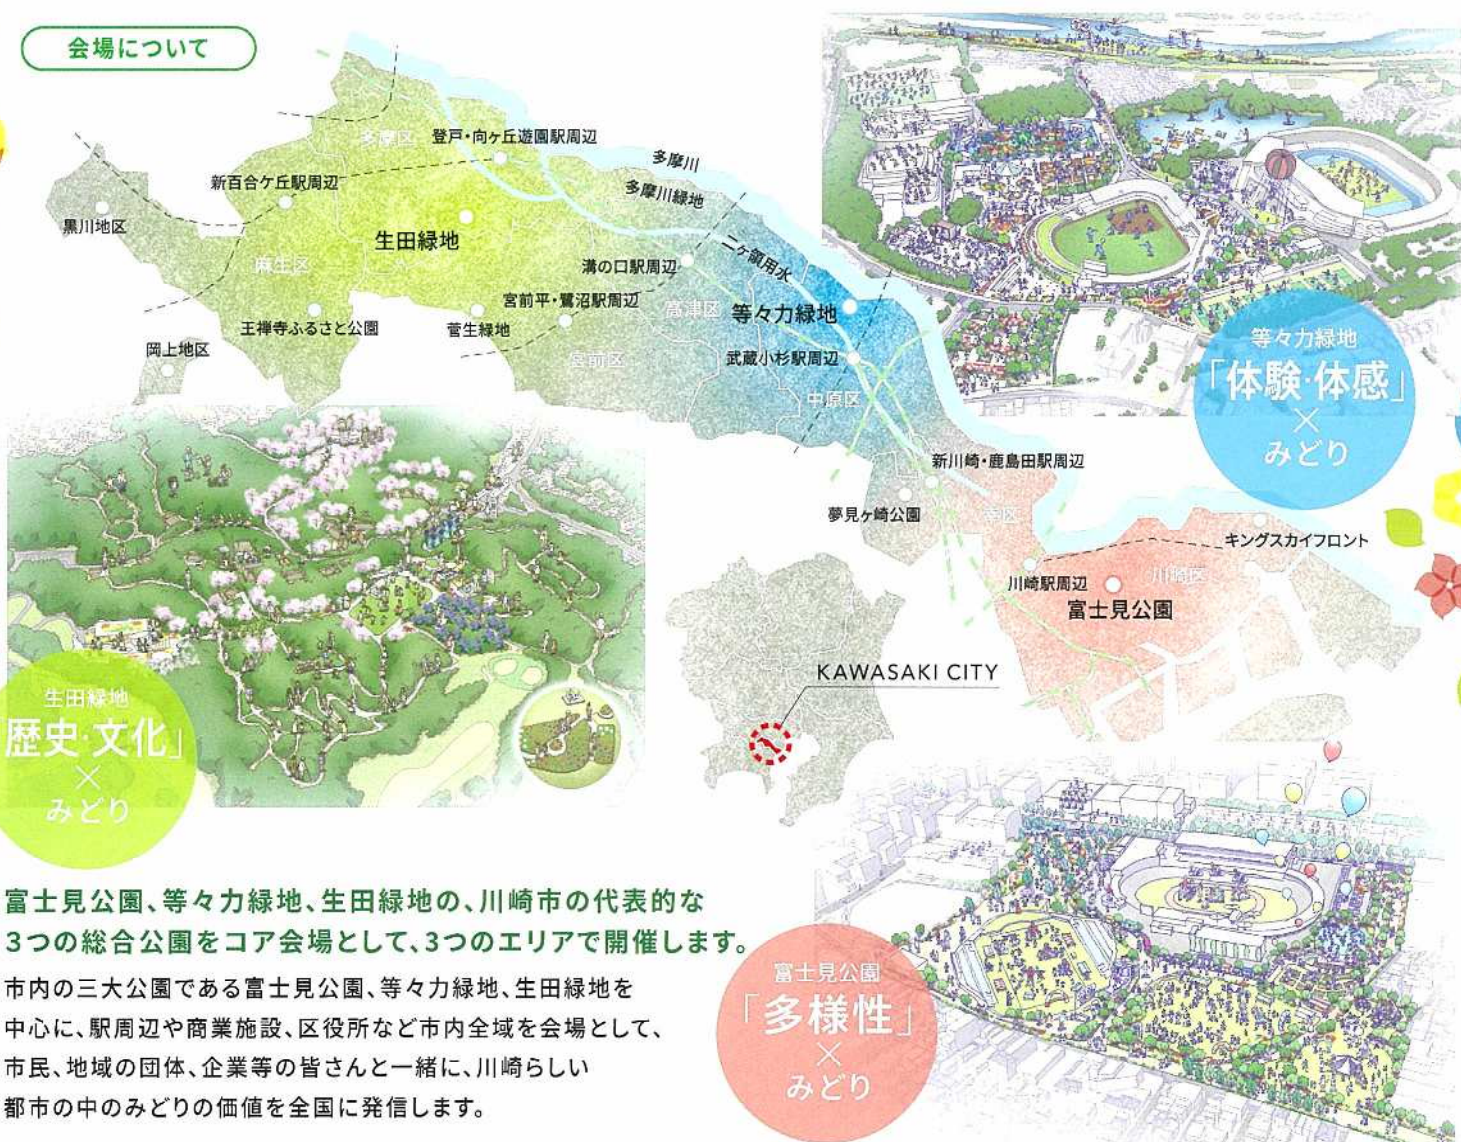 会場について
多摩区
登戸・向ヶ丘遊園駅周辺
多摩川
多摩川緑地
新百合ケ丘駅周辺
黒川地区
生田緑地
麻生区
溝の口駅周辺
二ヶ領用水
宮前平・鷺沼駅周辺
高津区
等々力緑地
王禅寺ふるさと公園
菅生緑地
岡上地区
宮前区
武蔵小杉駅周辺
中原区
等々力緑地
「体験・体感」
×
みどり
新川崎・鹿島田駅周辺
夢見ヶ崎公園
幸区
キングスカイフロント
川崎駅周辺
川崎区
富士見公園
KAWASAKI CITY
生田緑地
歴史・文化」
×
みどり
富士見公園、等々力緑地、生田緑地の、川崎市の代表的な
3つの総合公園をコア会場として、3つのエリアで開催します。
市内の三大公園である富士見公園、等々力緑地、生田緑地を
中心に、駅周辺や商業施設、区役所など市内全域を会場として、
市民、地域の団体、企業等の皆さんと一緒に、川崎らしい
都市の中のみどりの価値を全国に発信します。
富士見公園
「多様性」
×
みどり